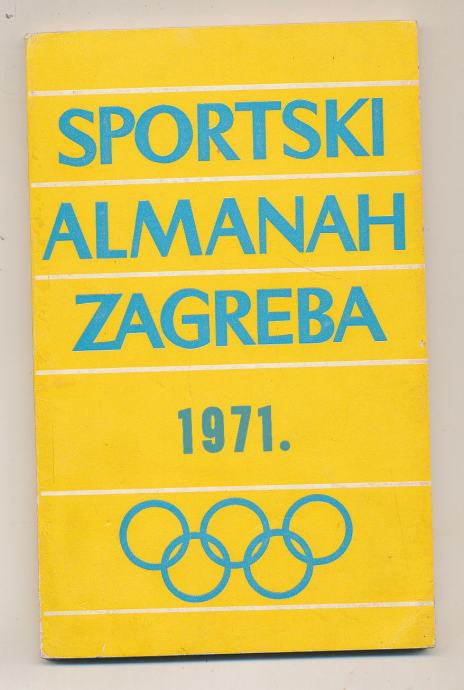 SPORTSKI
ALMANAH
ZAGREBA
1971.